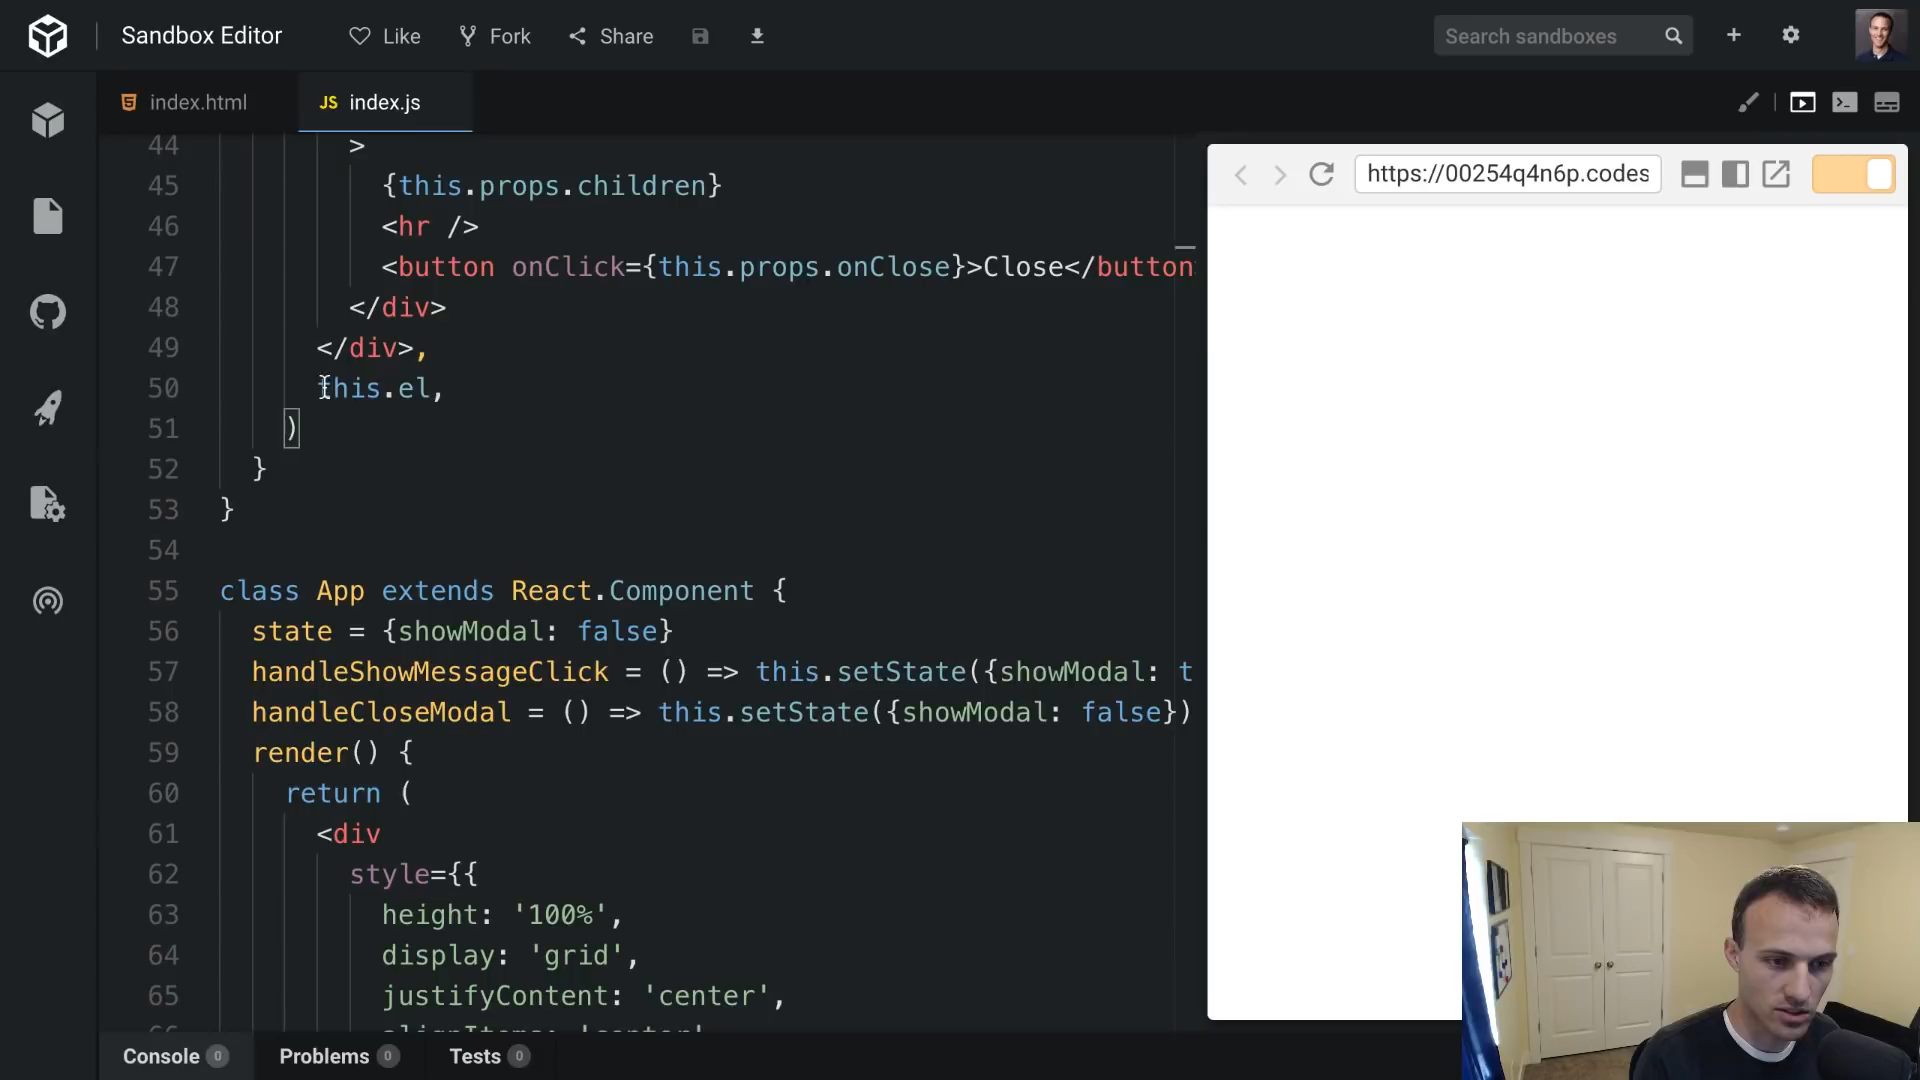 Sandbox Editor
Like
Fork
Share
Search sandboxes
index.html
JS index.js
https://00254q4n6p.codes
44 >
45 {this.props.children}
46 <hr />
47 <button onClick={this.props.onClose}>Close</button
48 </div>
49 </div>,
50 this.el,
51 )
52 }
53 }
54
55 class App extends React.Component {
56 state = {showModal: false}
57 handleShowMessageClick = () => this.setState({showModal: t
58 handleCloseModal = () => this.setState({showModal: false})
59 render() {
60 return (
61 <div
62 style={{
63 height: '100%',
64 display: 'grid',
65 justifyContent: 'center',
Console 0
Problems 0
Tests 0